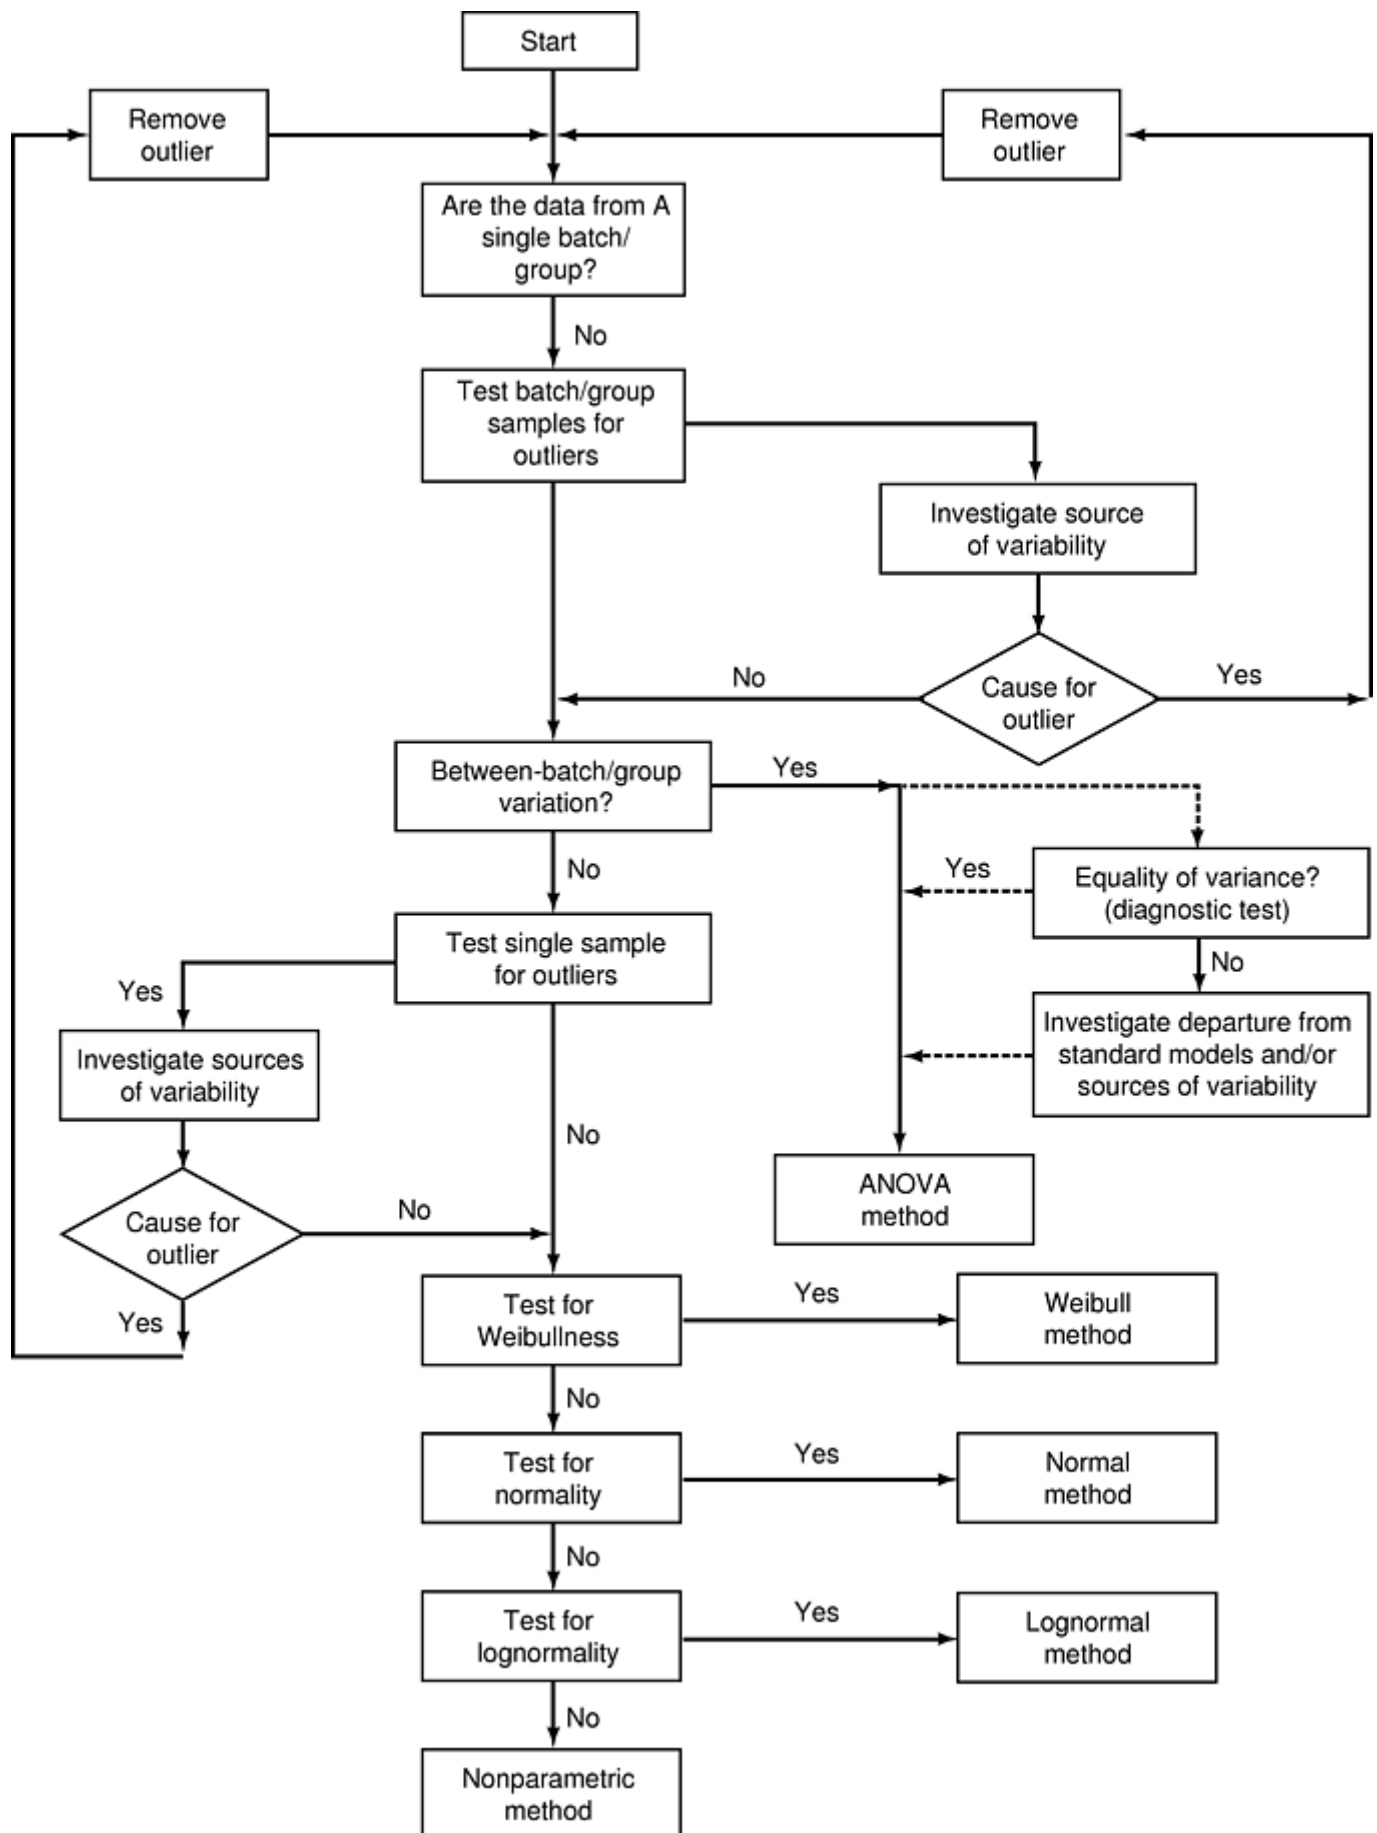 Start
Remove
outlier
Remove
outlier
Are the data from A
single batch/
group?
No
Test batch/group
samples for
outliers
Investigate source
of variability
No
Cause for
outlier
Yes
Between-batch/group
variation?
Yes
No
Yes
Equality of variance?
(diagnostic test)
No
Test single sample
for outliers
Yes
Investigate sources
of variability
Investigate departure from
standard models and/or
sources of variability
No
ANOVA
method
Cause for
outlier
No
Yes
Test for
Weibullness
Yes
Weibull
method
No
Test for
normality
Yes
Normal
method
No
Test for
lognormality
Yes
Lognormal
method
No
Nonparametric
method